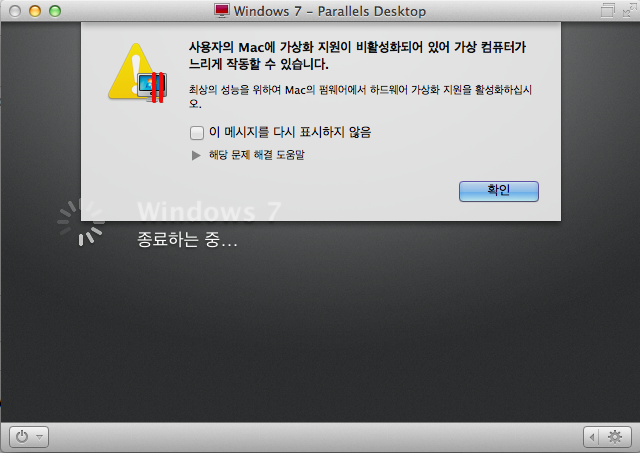 Windows 7 – Parallels Desktop
사용자의 Mac에 가상화 지원이 비활성화되어 있어 가상 컴퓨터가
느리게 작동할 수 있습니다.
최상의 성능을 위하여 Mac의 펌웨어에서 하드웨어 가상화 지원을 활성화하십시
오.
이 메시지를 다시 표시하지 않음
해당 문제 해결 도움말
확인
Windows 7
종료하는 중...